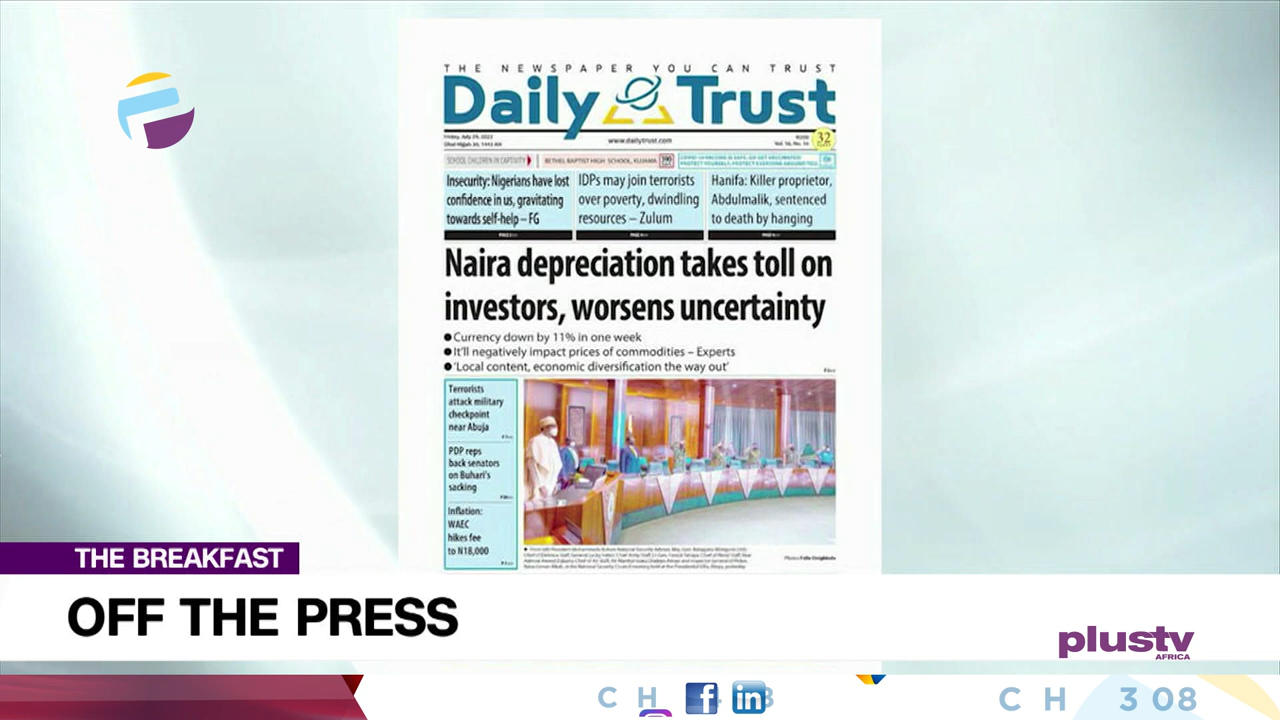 THE NEWSPAPER YOU CAN TRUST
Daily Trust
Friday, July 29, 2022
www.dailytrust.com
32
SCHOOL CHILDREN IN CAPTIVITY
BETHEL BAPTIST HIGH SCHOOL, KUJAMA
Insecurity: Nigerians have lost
confidence in us, gravitating
towards self-help – FG
IDPs may join terrorists
over poverty, dwindling
resources – Zulum
Hanifa: Killer proprietor,
Abdulmalik, sentenced
to death by hanging
Naira depreciation takes toll on
investors, worsens uncertainty
Currency down by 11% in one week
It'll negatively impact prices of commodities – Experts
'Local content, economic diversification the way out'
Terrorists
attack military
checkpoint
near Abuja
PDP reps
back senators
on Buhari's
sacking
Inflation:
WAEC
hikes fee
to N18,000
THE BREAKFAST
OFF THE PRESS
plustv
AFRICA
CH
CH 308